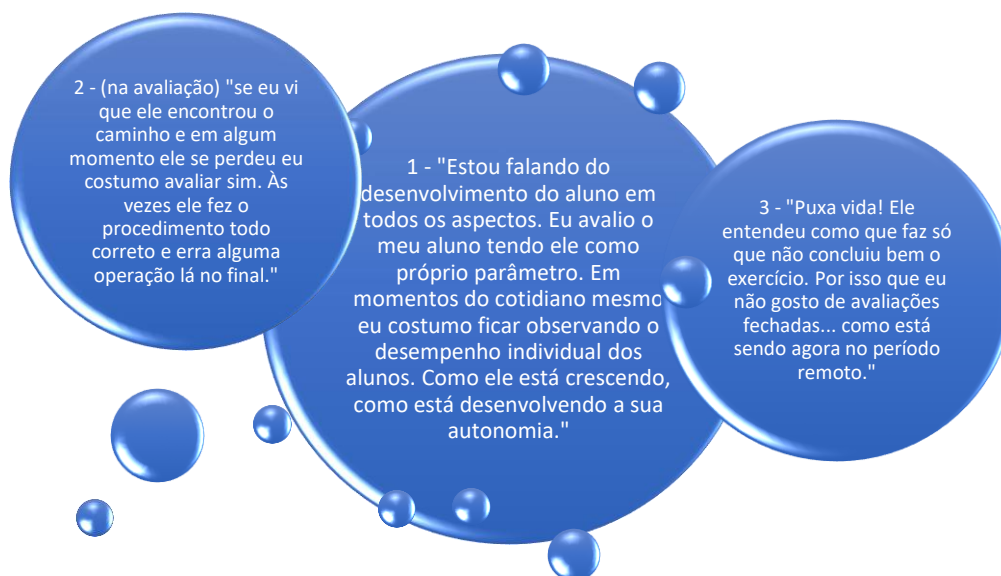 2 - (na avaliação) "se eu vi
que ele encontrou o
caminho e em algum
momento ele se perdeu eu
costumo avaliar sim. Às
vezes ele fez o
procedimento todo
correto e erra alguma
operação lá no final."
1 - "Estou falando do
desenvolvimento do aluno em
todos os aspectos. Eu avalio o
meu aluno tendo ele como
próprio parâmetro. Em
momentos do cotidiano mesmo
eu costumo ficar observando o
desempenho individual dos
alunos. Como ele está crescendo,
como está desenvolvendo a sua
autonomia."
3 - "Puxa vida! Ele
entendeu como que faz só
que não concluiu bem o
exercício. Por isso que eu
não gosto de avaliações
fechadas... como está
sendo agora no período
remoto."